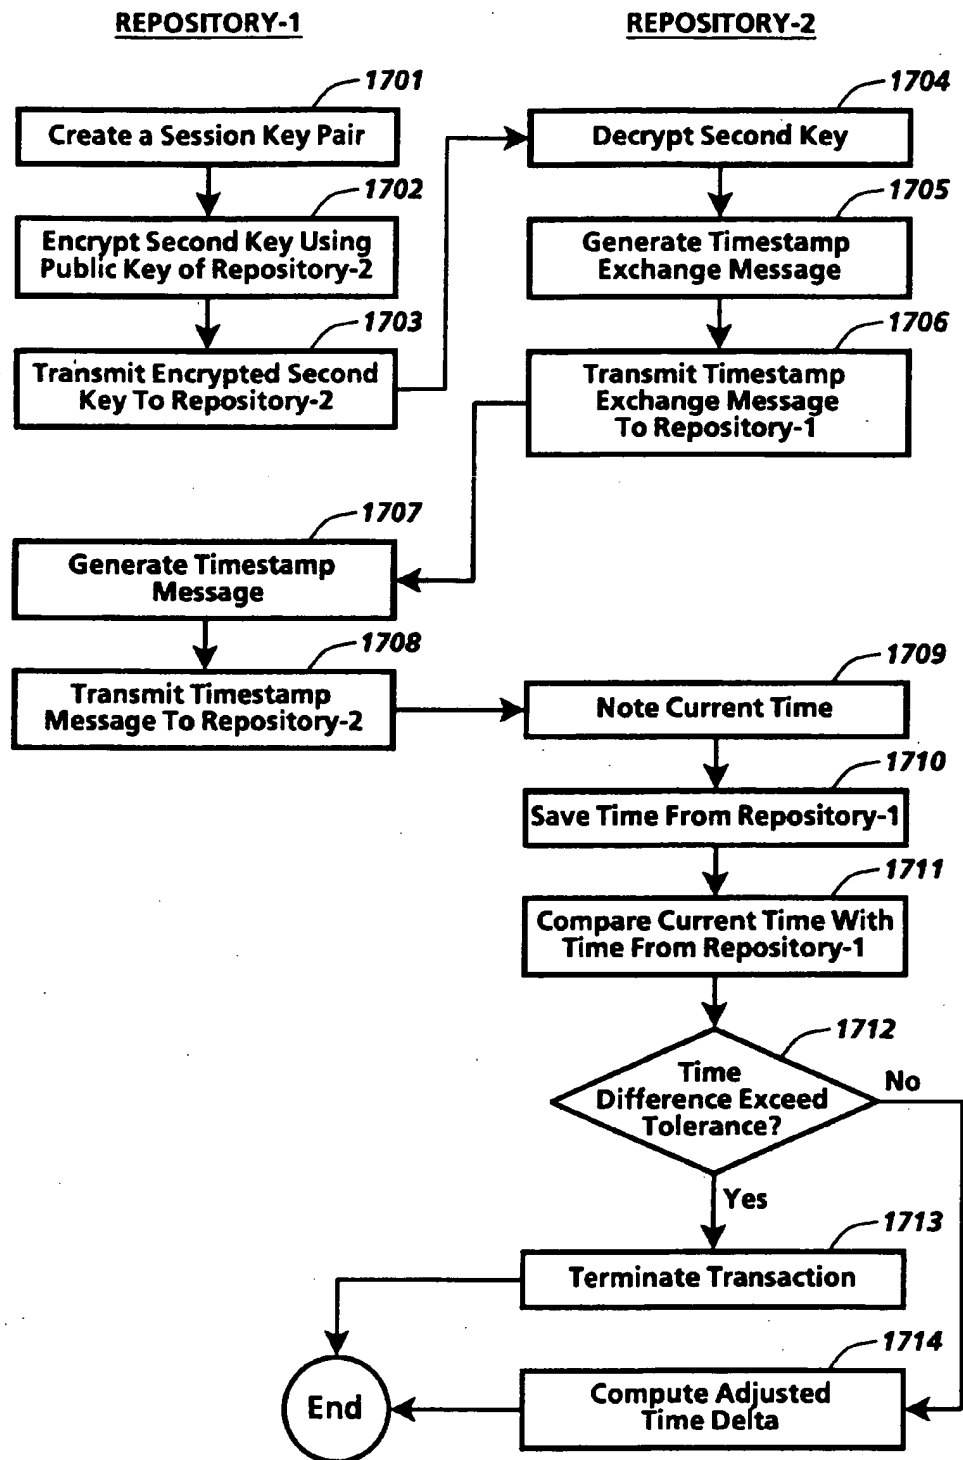 REPOSITORY-1
REPOSITORY-2
1701
Create a Session Key Pair
1702
Encrypt Second Key Using
Public Key of Repository-2
1703
Transmit Encrypted Second
Key To Repository-2
1704
Decrypt Second Key
1705
Generate Timestamp
Exchange Message
1706
Transmit Timestamp
Exchange Message
To Repository-1
1707
Generate Timestamp
Message
1708
Transmit Timestamp
Message To Repository-2
1709
Note Current Time
1710
Save Time From Repository-1
1711
Compare Current Time With
Time From Repository-1
1712
Time
Difference Exceed
Tolerance?
No
Yes
1713
Terminate Transaction
1714
Compute Adjusted
Time Delta
End